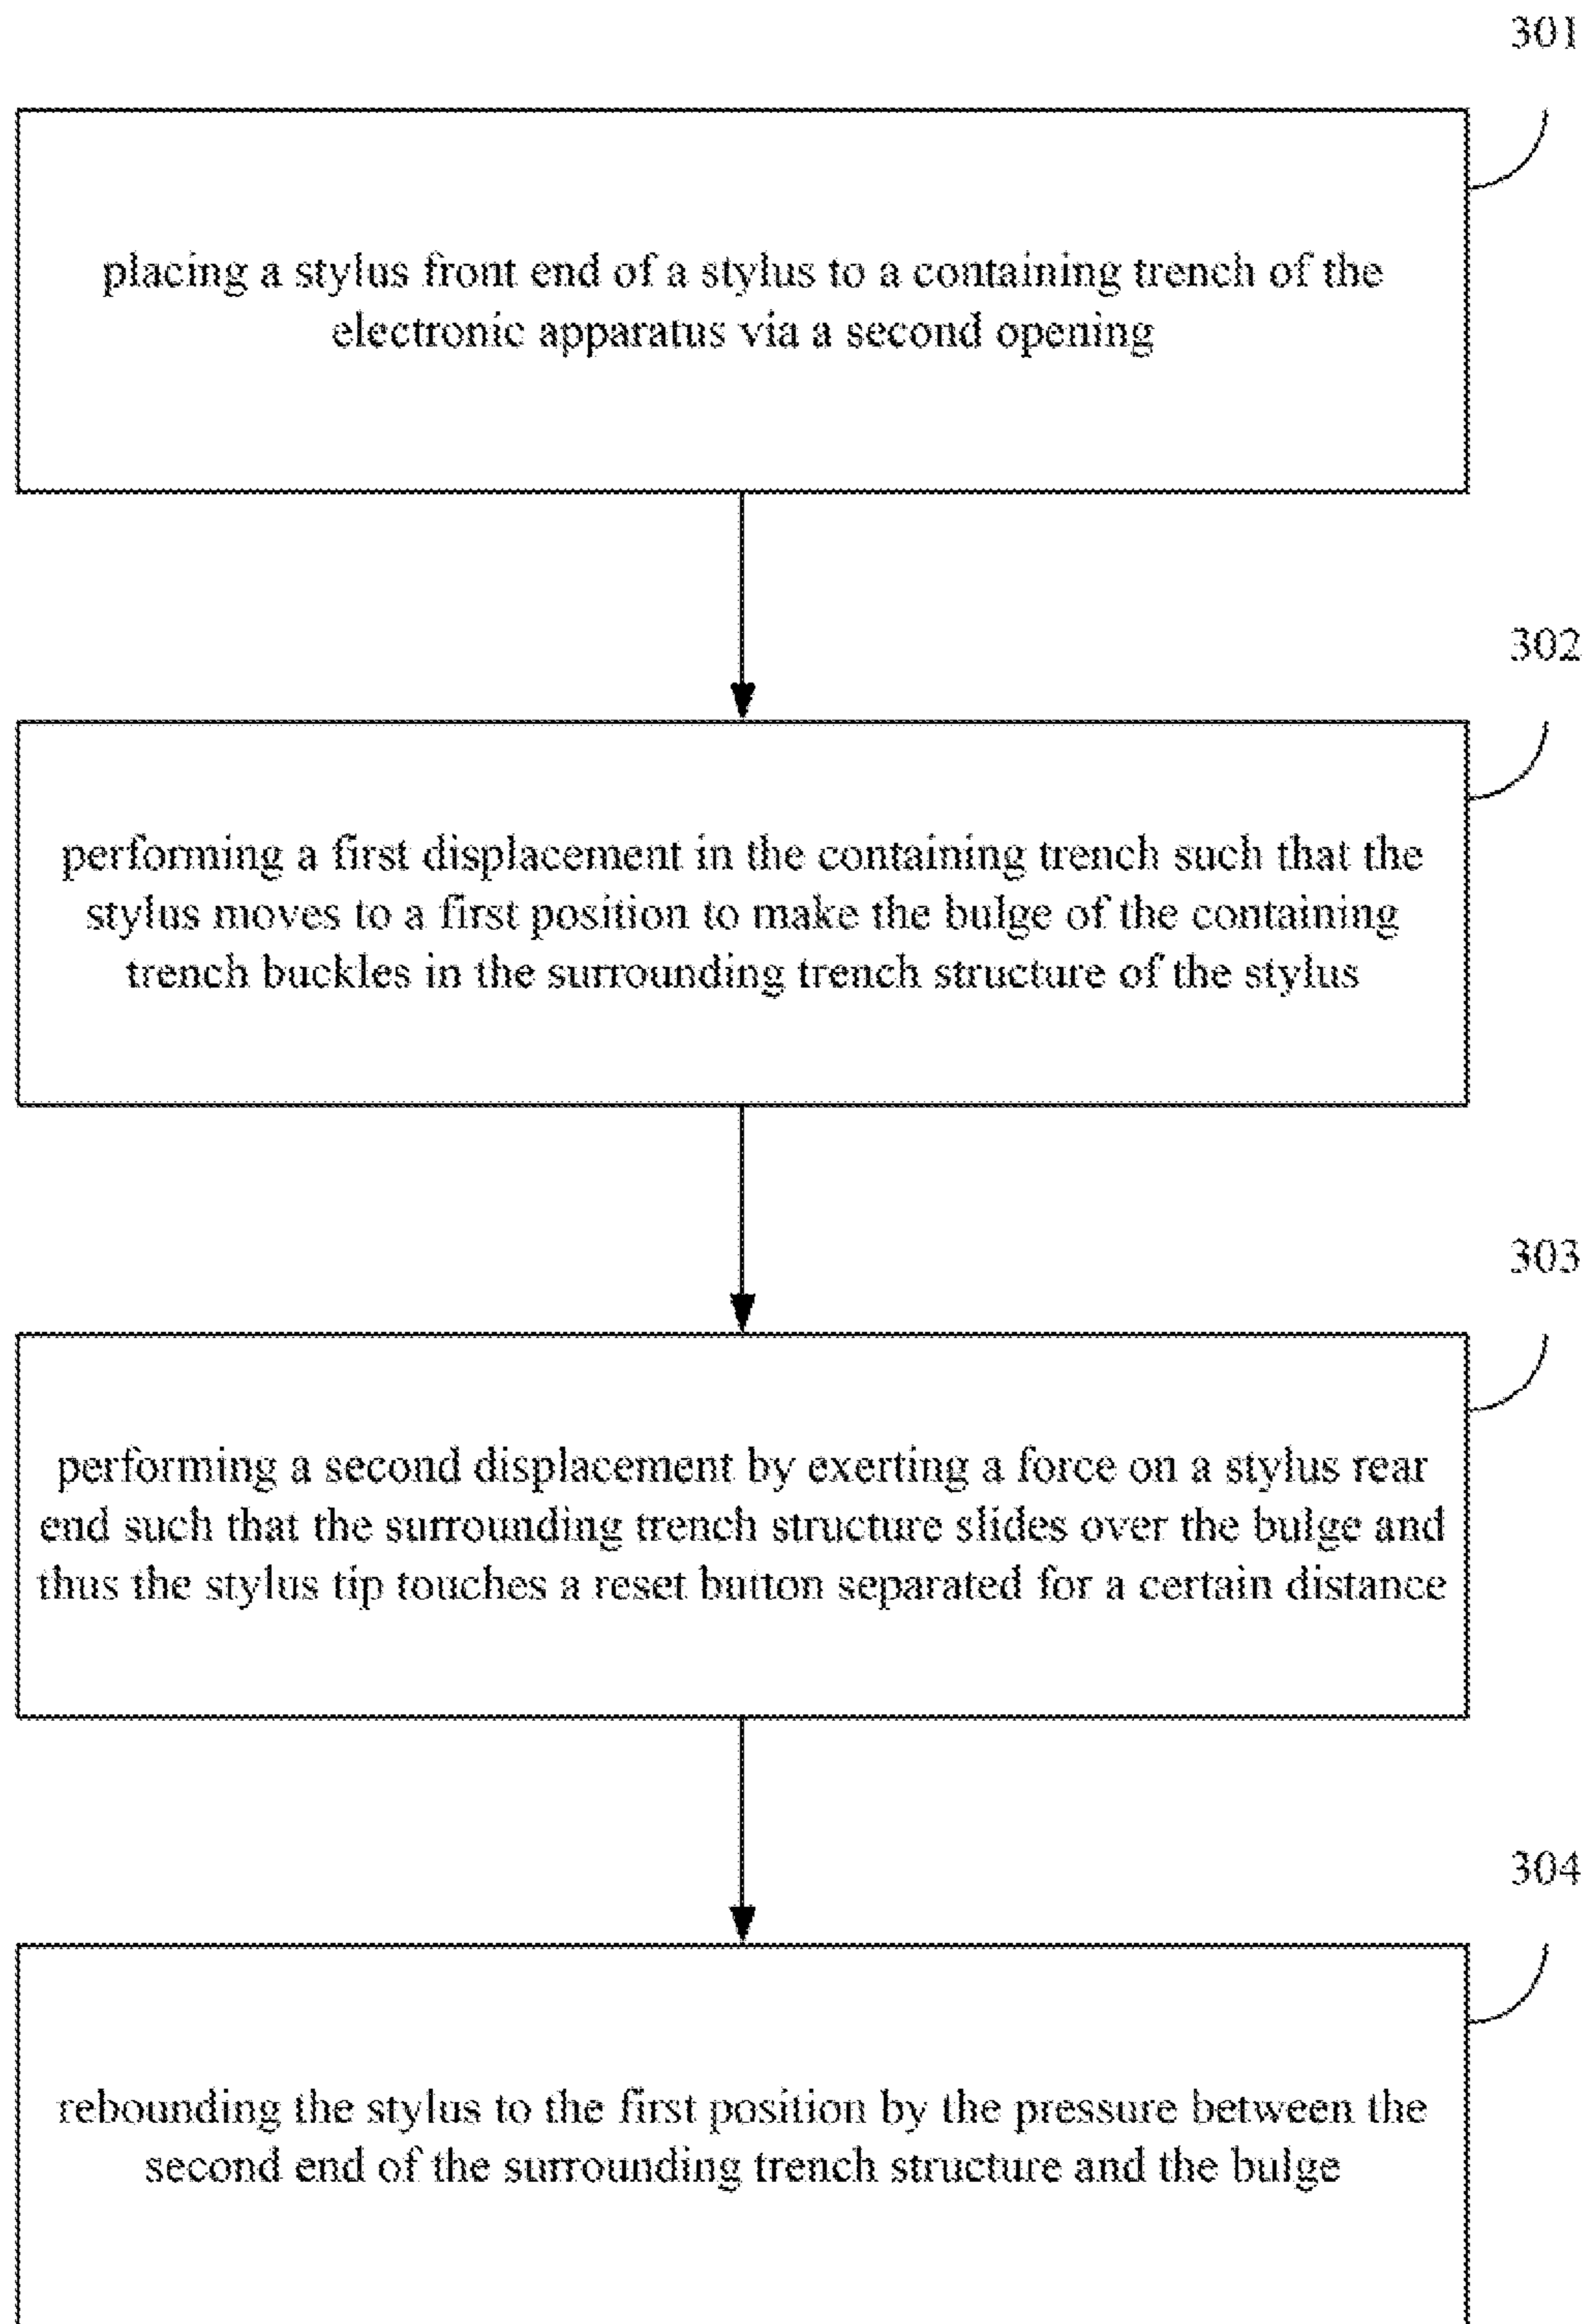 301
placing a stylus front end of a stylus to a containing trench of the
electronic apparatus via a second opening
302
performing a first displacement in the containing trench such that the
stylus moves to a first position to make the bulge of the containing
trench buckles in the surrounding trench structure of the stylus
303
performing a second displacement by exerting a force on a stylus rear
end such that the surrounding trench structure slides over the bulge and
thus the stylus tip touches a reset button separated for a certain distance
304
rebounding the stylus to the first position by the pressure between the
second end of the surrounding trench structure and the bulge